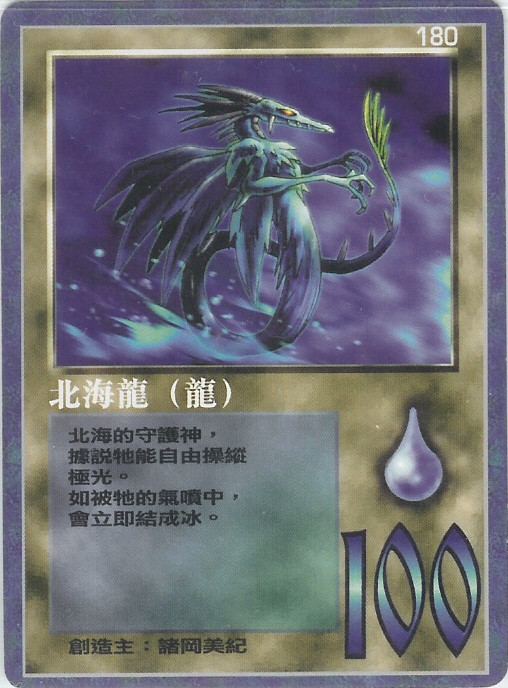 180
北海龍（龍）
北海的守護神，
據說牠能自由操縱
極光。
如被牠的氣噴中，
會立即結成冰。
100
創造主：諸岡美紀